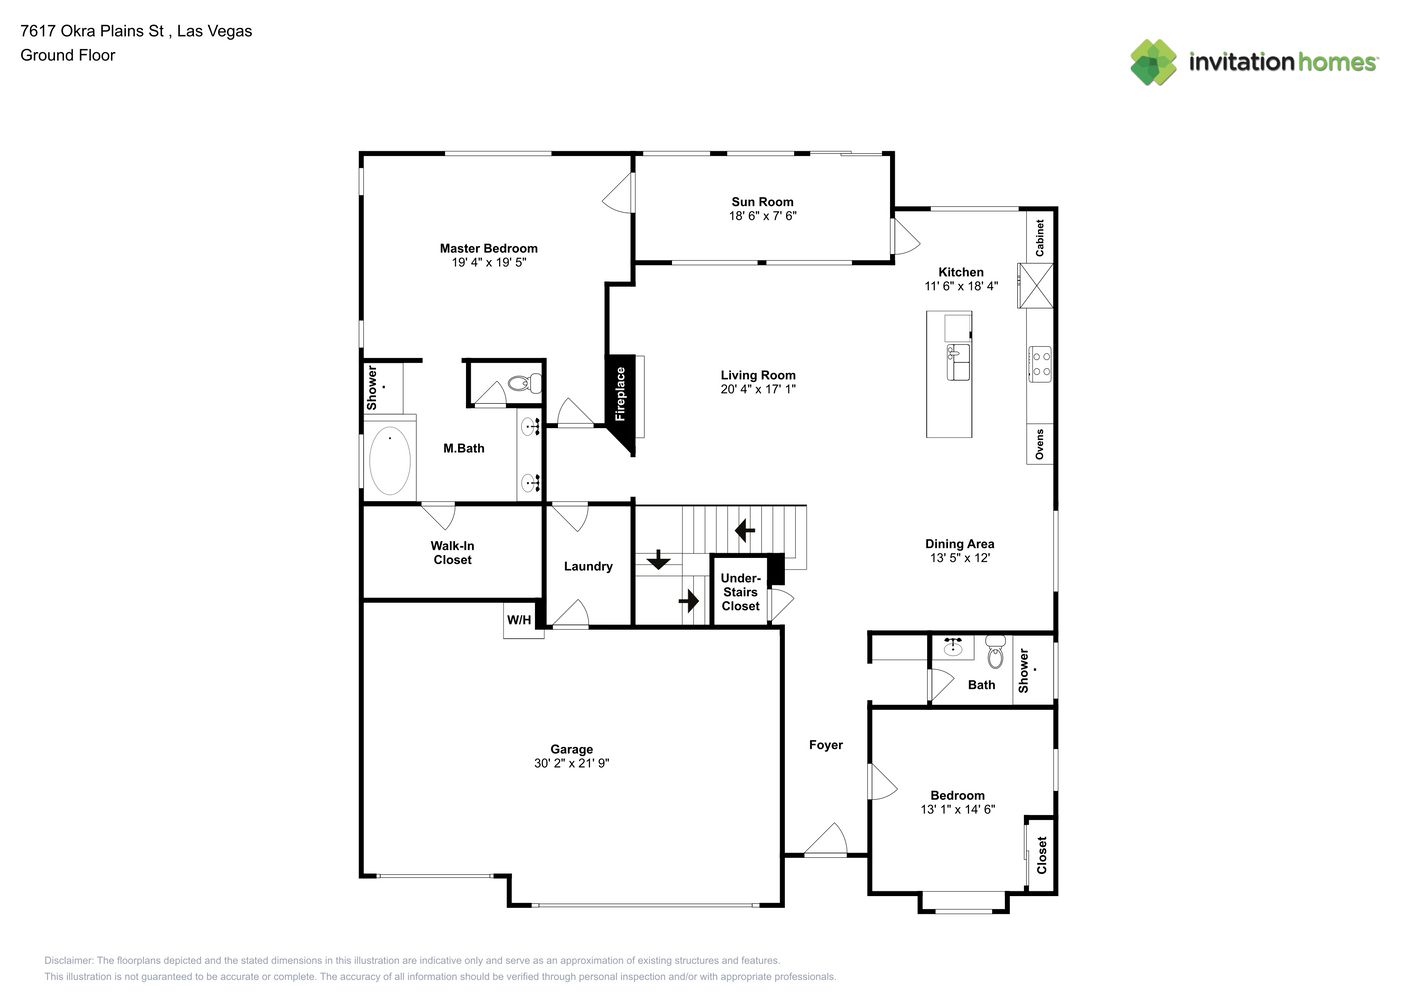 7617 Okra Plains St , Las Vegas
Ground Floor
invitation homes
Sun Room
18' 6" x 7' 6"
Master Bedroom
19' 4" x 19' 5"
Cabinet
Kitchen
11' 6" x 18' 4"
Living Room
20' 4" x 17' 1"
Shower
Fireplace
M.Bath
Ovens
Walk-In
Closet
Laundry
Dining Area
13' 5" x 12'
Under-
Stairs
Closet
W/H
Bath
Shower
Garage
30' 2" x 21' 9"
Foyer
Bedroom
13' 1" x 14' 6"
Closet
Disclaimer: The floorplans depicted and the stated dimensions in this illustration are indicative only and serve as an approximation of existing structures and features.
This illustration is not guaranteed to be accurate or complete. The accuracy of all information should be verified through personal inspection and/or with appropriate professionals.